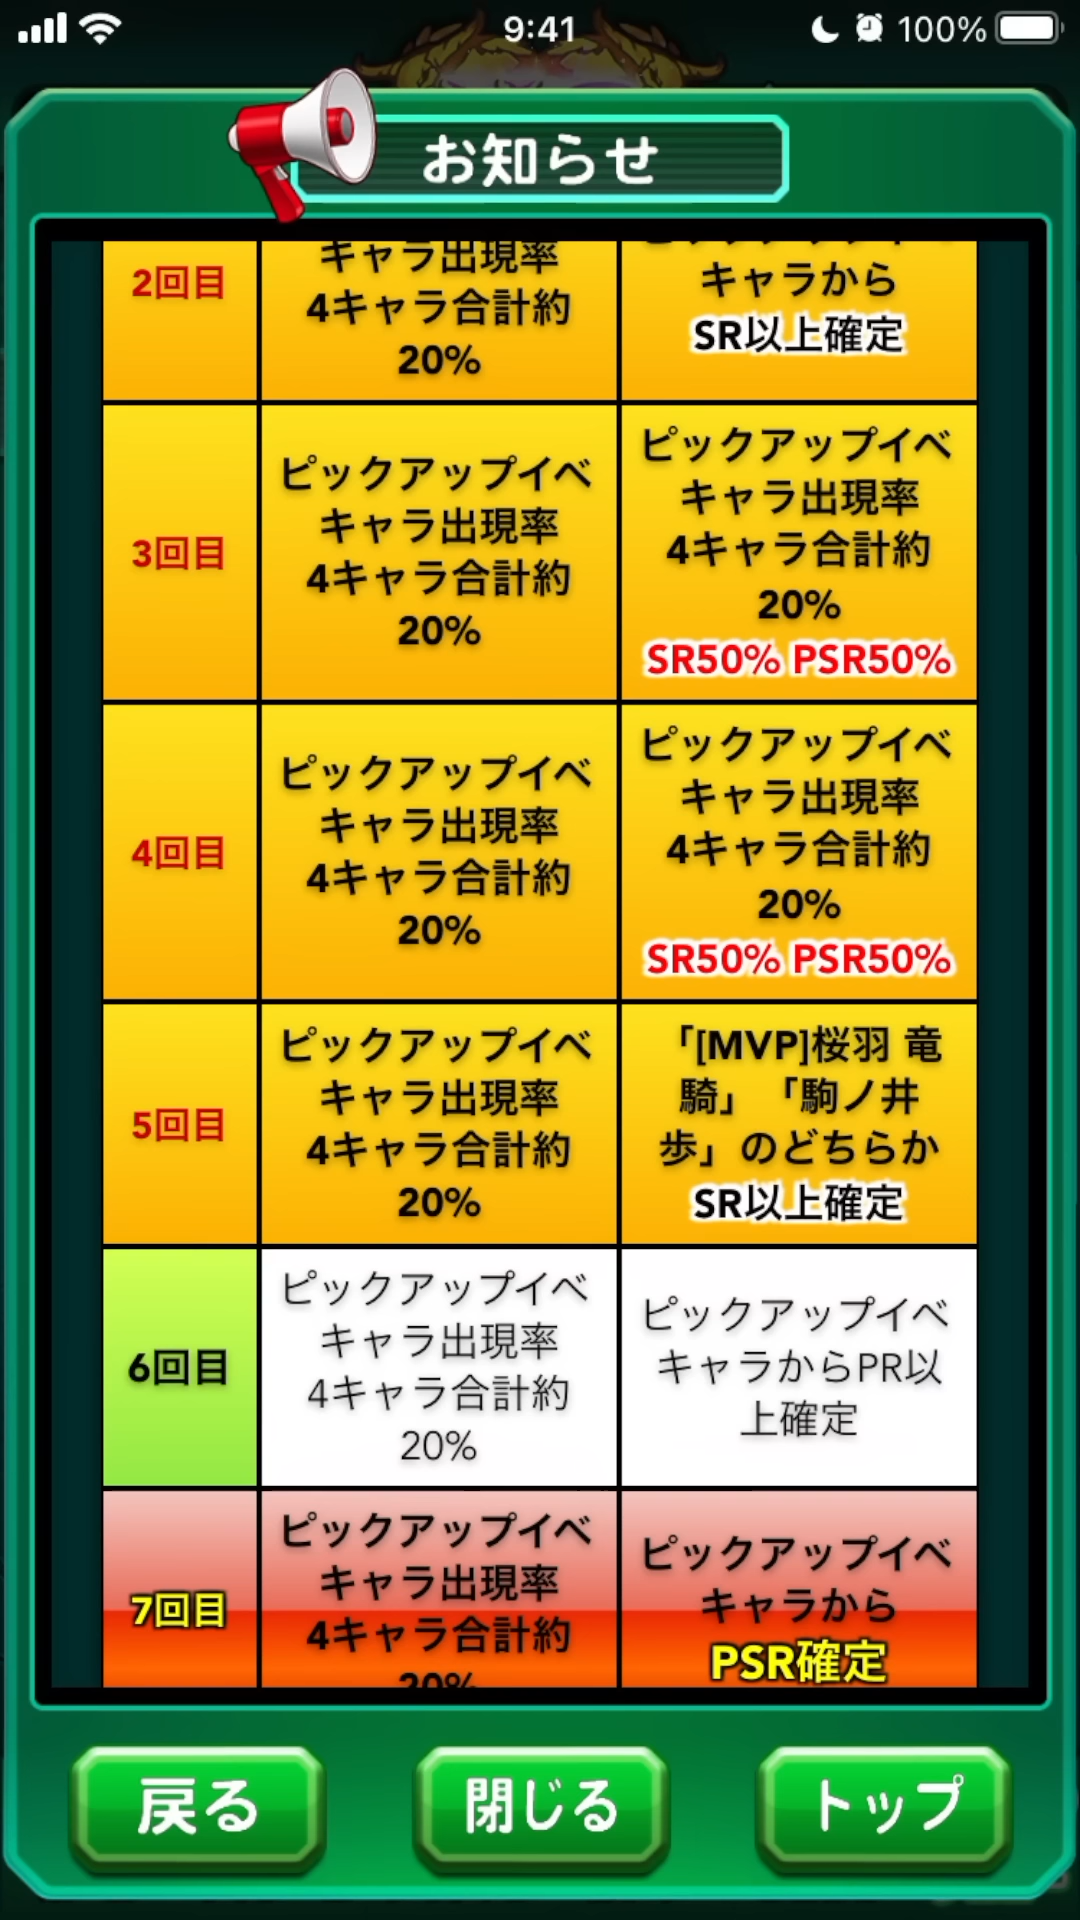 9:41
100%
お知らせ
2回目
キャラ出現率
4キャラ合計約
20%
キャラから
SR以上確定
3回目
ピックアップイベ
キャラ出現率
4キャラ合計約
20%
ピックアップイベ
キャラ出現率
4キャラ合計約
20%
SR50% PSR50%
4回目
ピックアップイベ
キャラ出現率
4キャラ合計約
20%
ピックアップイベ
キャラ出現率
4キャラ合計約
20%
SR50% PSR50%
5回目
ピックアップイベ
キャラ出現率
4キャラ合計約
20%
「[MVP]桜羽 竜
騎」「駒ノ井
歩」のどちらか
SR以上確定
6回目
ピックアップイベ
キャラ出現率
4キャラ合計約
20%
ピックアップイベ
キャラからPR以
上確定
7回目
ピックアップイベ
キャラ出現率
4キャラ合計約
20%
ピックアップイベ
キャラから
PSR確定
戻る
閉じる
トップ